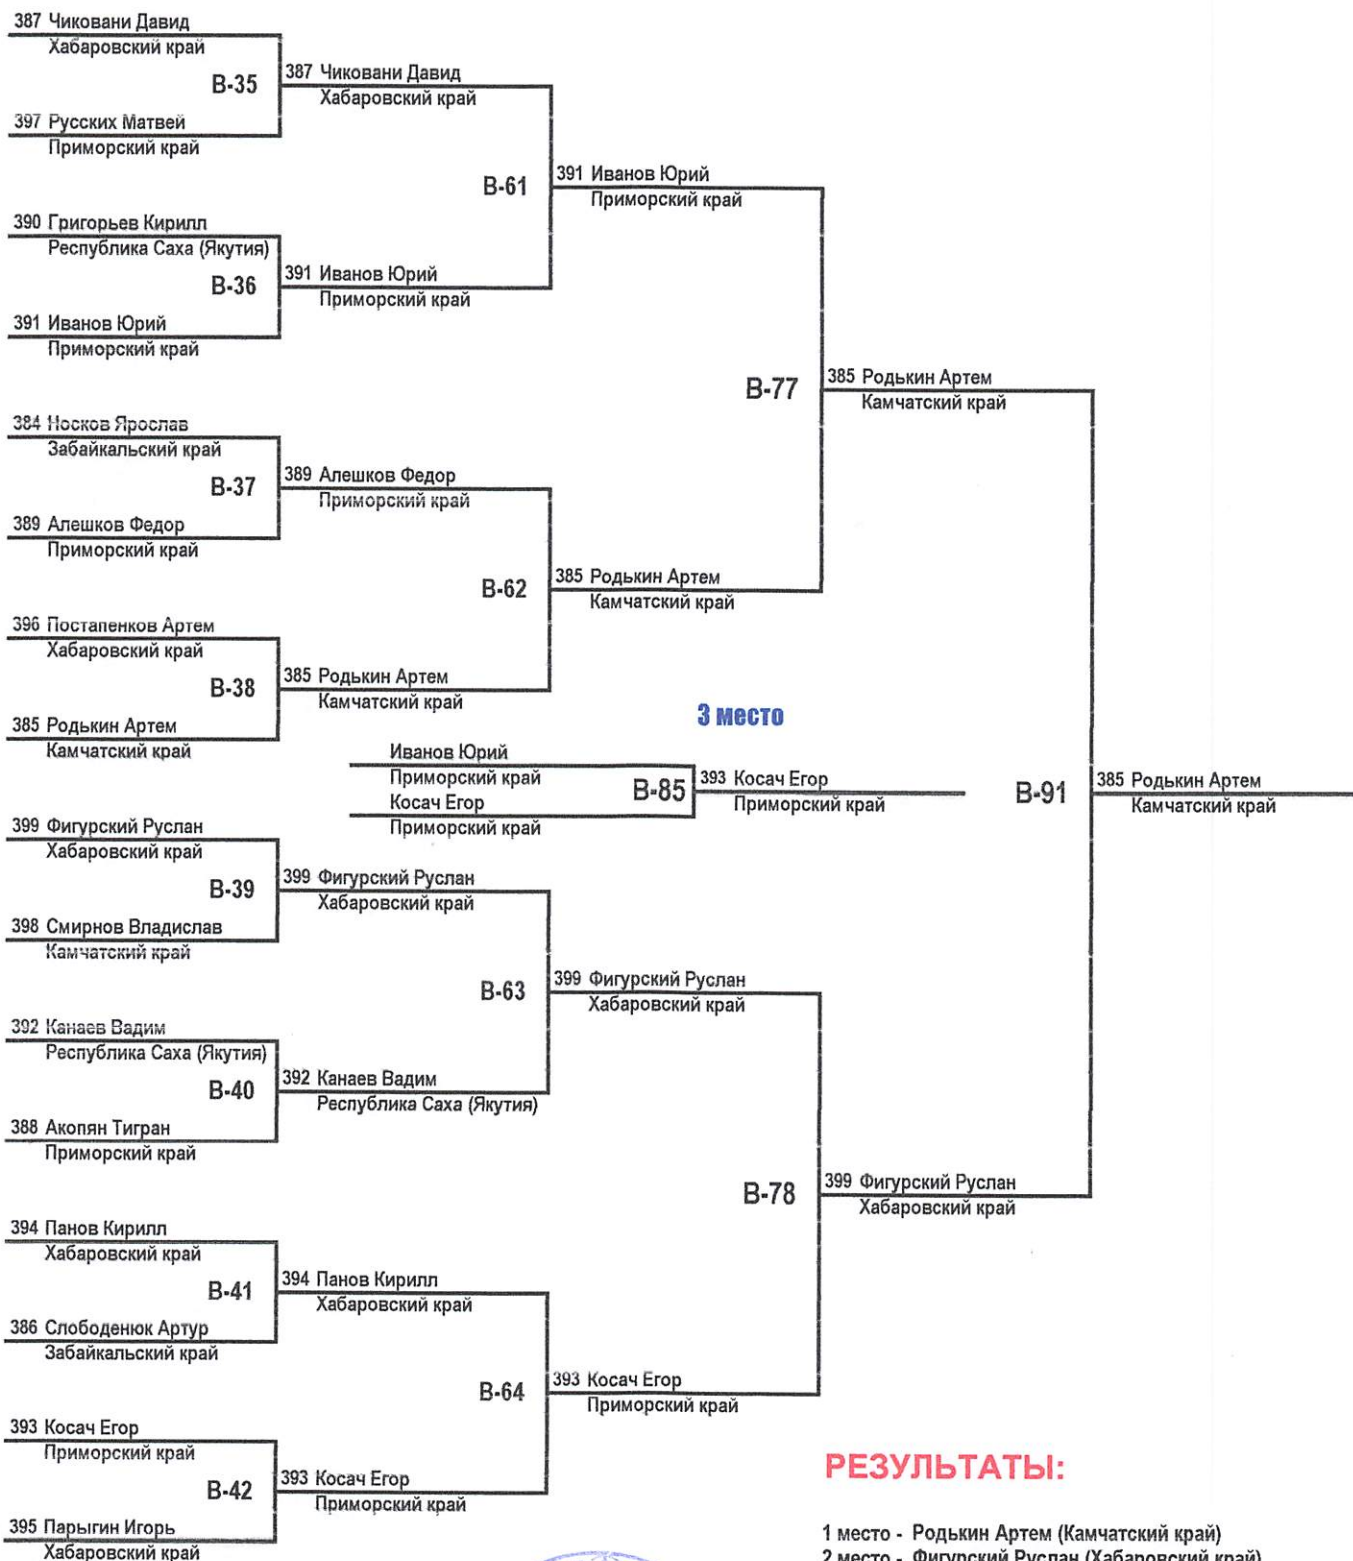 387 Чиковани Давид
Хабаровский край
B-35
397 Русских Матвей
Приморский край
387 Чиковани Давид
Хабаровский край
B-61
390 Григорьев Кирилл
Республика Саха (Якутия)
B-36
391 Иванов Юрий
Приморский край
391 Иванов Юрий
Приморский край
391 Иванов Юрий
Приморский край
B-77
384 Носков Ярослав
Забайкальский край
B-37
389 Алешков Федор
Приморский край
389 Алешков Федор
Приморский край
B-62
396 Постапенков Артем
Хабаровский край
B-38
385 Родькин Артем
Камчатский край
385 Родькин Артем
Камчатский край
385 Родькин Артем
Камчатский край
385 Родькин Артем
Камчатский край
3 место
Иванов Юрий
Приморский край
B-85
Косач Егор
Приморский край
393 Косач Егор
Приморский край
B-91
385 Родькин Артем
Камчатский край
399 Фигурский Руслан
Хабаровский край
B-39
398 Смирнов Владислав
Камчатский край
399 Фигурский Руслан
Хабаровский край
B-63
392 Канаев Вадим
Республика Саха (Якутия)
B-40
388 Акопян Тигран
Приморский край
392 Канаев Вадим
Республика Саха (Якутия)
399 Фигурский Руслан
Хабаровский край
B-78
399 Фигурский Руслан
Хабаровский край
394 Панов Кирилл
Хабаровский край
B-41
386 Слободенюк Артур
Забайкальский край
394 Панов Кирилл
Хабаровский край
B-64
393 Косач Егор
Приморский край
B-42
395 Парыгин Игорь
Хабаровский край
393 Косач Егор
Приморский край
393 Косач Егор
Приморский край
РЕЗУЛЬТАТЫ:
1 место - Родькин Артем (Камчатский край)
2 место - Фигурский Руслан (Хабаровский край)